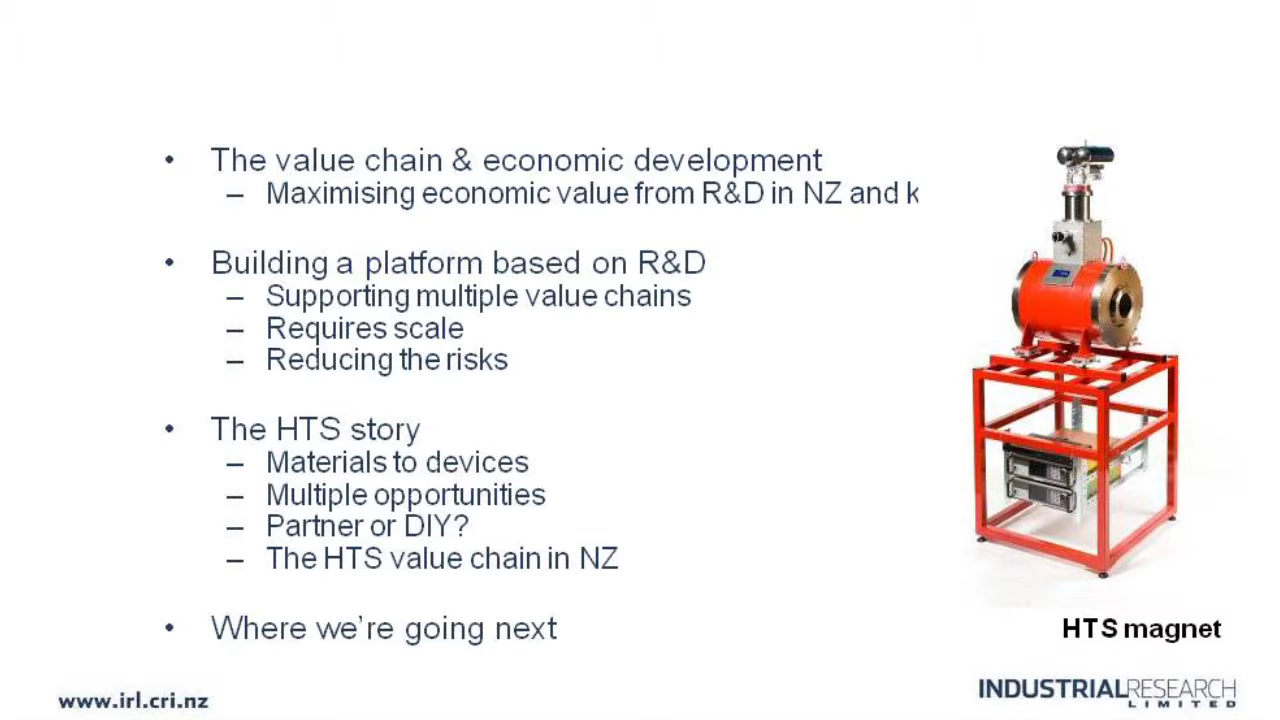 • The value chain & economic development
– Maximising economic value from R&D in NZ and k
• Building a platform based on R&D
– Supporting multiple value chains
– Requires scale
– Reducing the risks
• The HTS story
– Materials to devices
– Multiple opportunities
– Partner or DIY?
– The HTS value chain in NZ
• Where we're going next
HTS magnet
www.irl.cri.nz
INDUSTRIAL RESEARCH
LIMITED